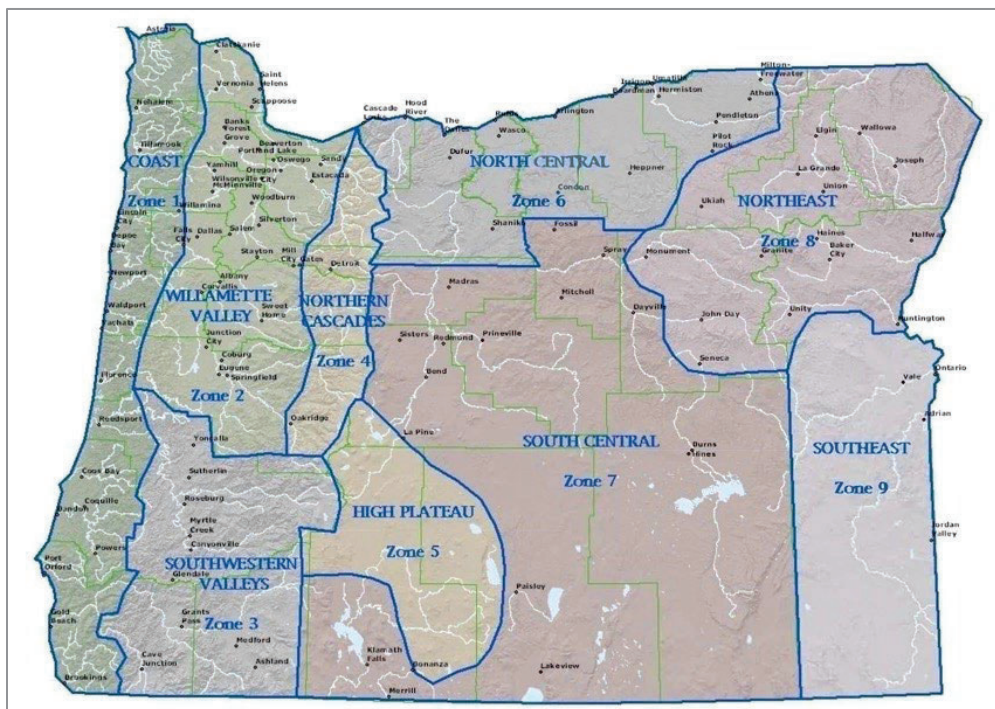 Astoria
Clatskanie
Vernonia
Saint
Helens
Scappoose
Nehalem
Banks
Forest
Grove
Beaverton
Portland
Lake
Oswego
Sandy
Tillamook
Yamhill
Oregon
City
Estacada
Wilsonville
McMinnville
COAST
Zone 1
Willamina
Woodburn
Lincoln
City
Falls
City
Dallas
Salem
Silverton
Depoe
Bay
Stayton
Mill
City
Gates
Detroit
Newport
Albany
Corvallis
WILLAMETTE
VALLEY
Sweet
Home
NORTHERN
CASCADES
Waldport
Yachats
Junction
City
Coburg
Eugene
Springfield
Zone 4
Florence
Zone 2
Reedsport
Oakridge
Yoncalla
Coos Bay
Sutherlin
Coquille
Roseburg
Bandon
Myrtle
Creek
Canyonville
Powers
Port
Orford
SOUTHWESTERN
VALLEYS
Glendale
Gold
Beach
Grants
Pass
Zone 3
Medford
Cave
Junction
Ashland
Brookings
Cascade
Locks
Hood
River
The
Dalles
Rufus
Wasco
Arlington
Boardman
Irrigon
Umatilla
Hermiston
Milton-
Freewater
Athena
Pendleton
Pilot
Rock
Dufur
NORTH CENTRAL
Heppner
Condon
Zone 6
Shaniko
Fossil
Ukiah
Elgin
Wallowa
La Grande
Joseph
Union
NORTHEAST
Zone 8
Haines
Halfway
Granite
Baker
City
Monument
Spray
Madras
Mitchell
Dayville
John Day
Unity
Huntington
Sisters
Redmond
Prineville
Seneca
Bend
Vale
Ontario
Adrian
La Pine
SOUTH CENTRAL
Burns
Hines
SOUTHEAST
Zone 7
Zone 9
HIGH PLATEAU
Zone 5
Jordan
Valley
Paisley
Klamath
Falls
Bonanza
Lakeview
Merrill